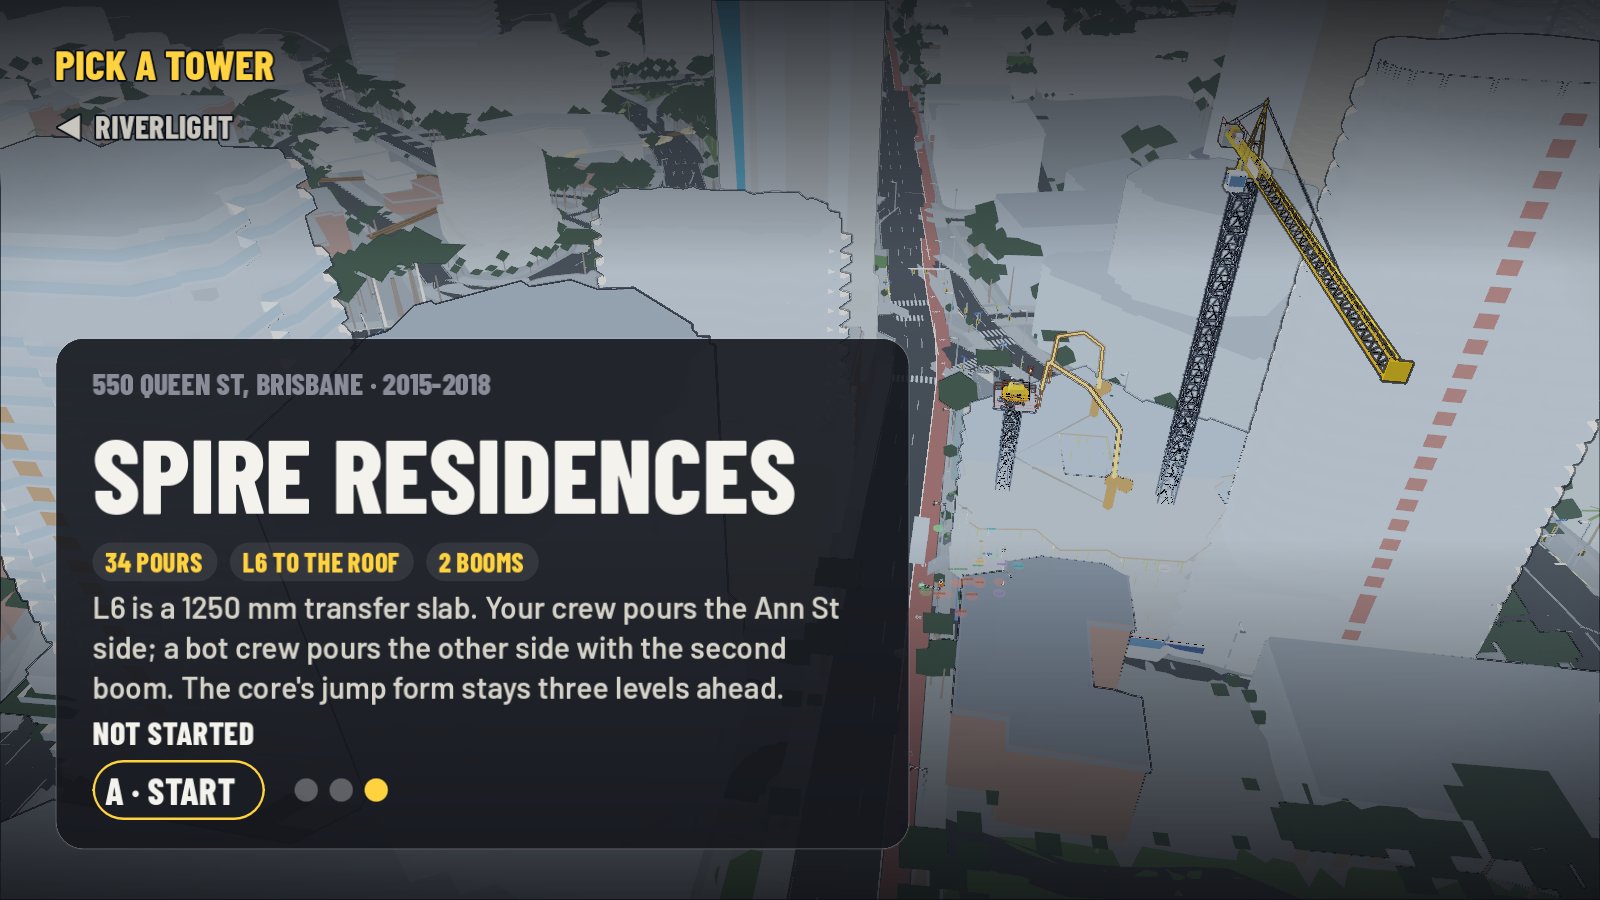 PICK A TOWER
RIVERLIGHT
550 QUEEN ST, BRISBANE · 2015-2018
SPIRE RESIDENCES
34 POURS L6 TO THE ROOF 2 BOOMS
L6 is a 1250 mm transfer slab. Your crew pours the Ann St
side; a bot crew pours the other side with the second
boom. The core's jump form stays three levels ahead.
NOT STARTED
A · START